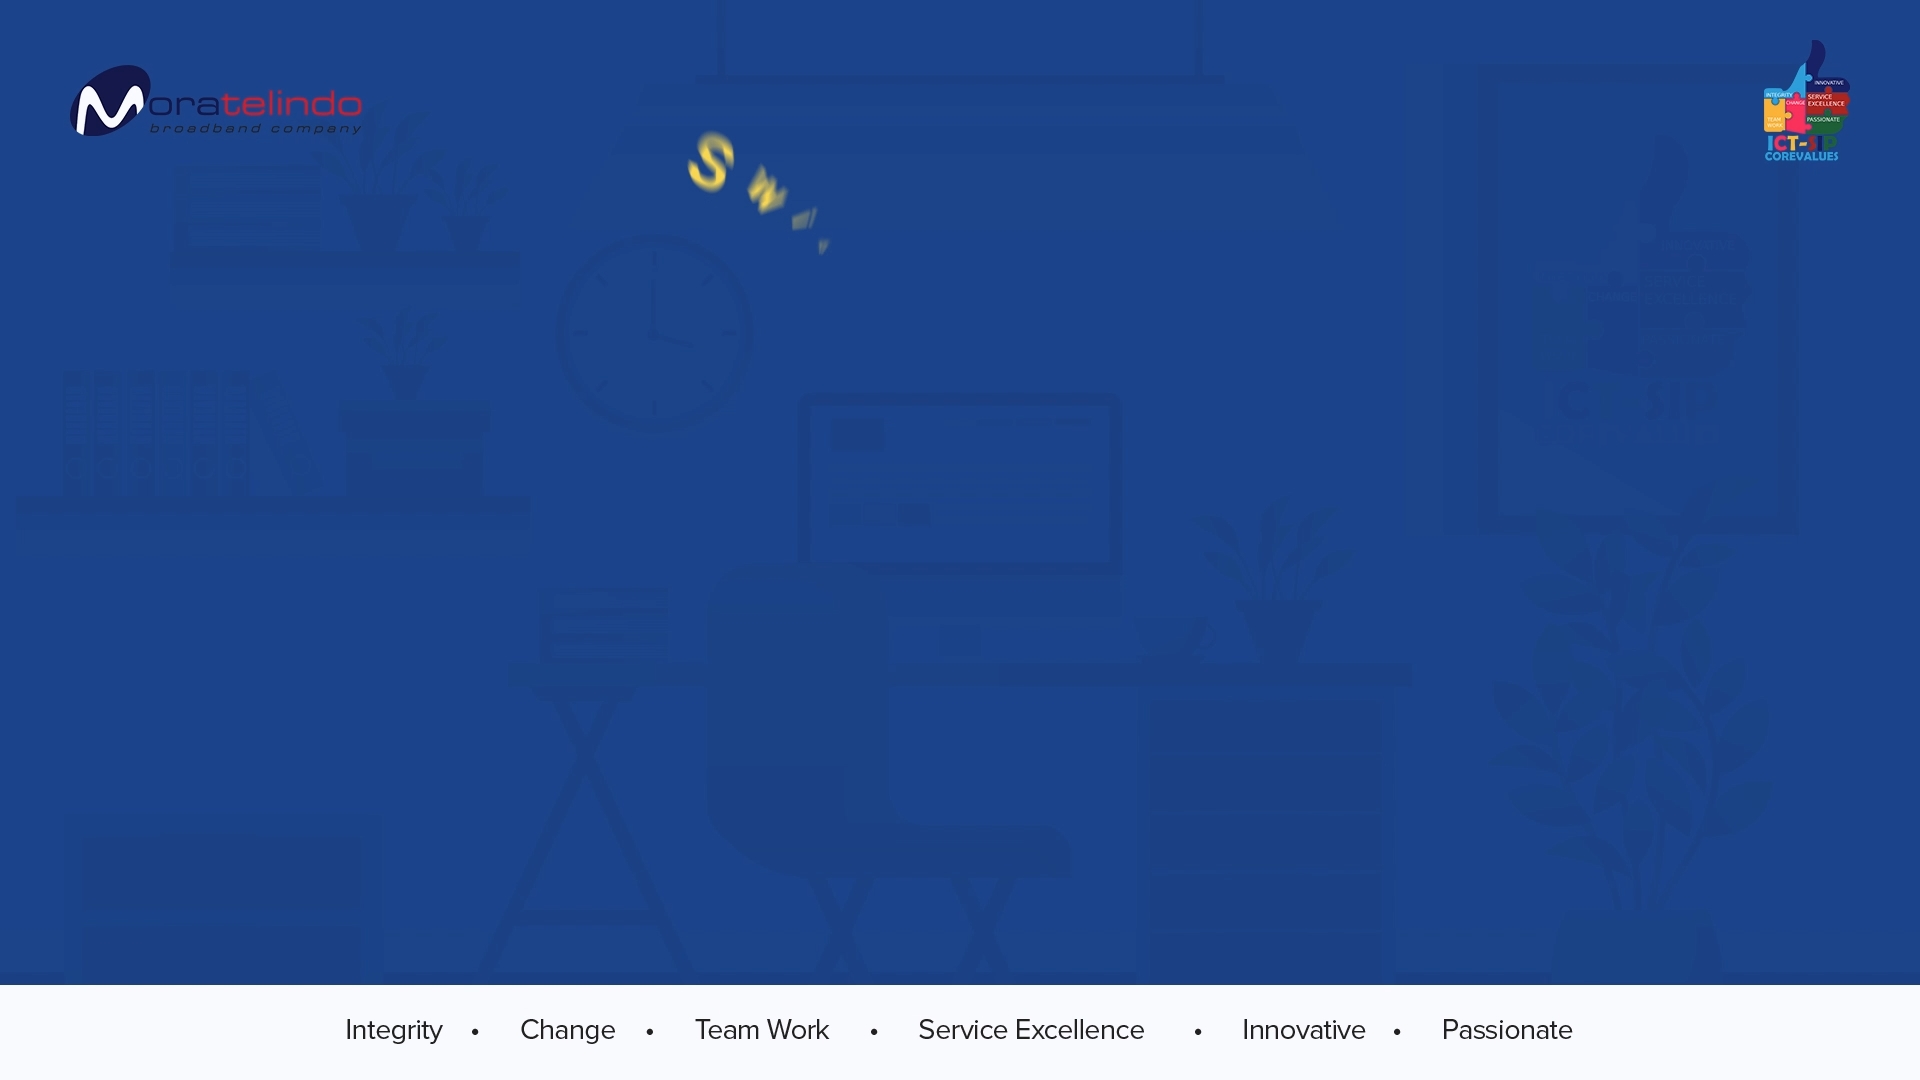 Moratelindo
broadband company
INNOVATIVE
INTEGRITY
CHANGE
SERVICE
EXCELLENCE
TEAM
WORK
PASSIONATE
ICT-SIP
COREVALUES
S
Integrity • Change • Team Work • Service Excellence • Innovative • Passionate